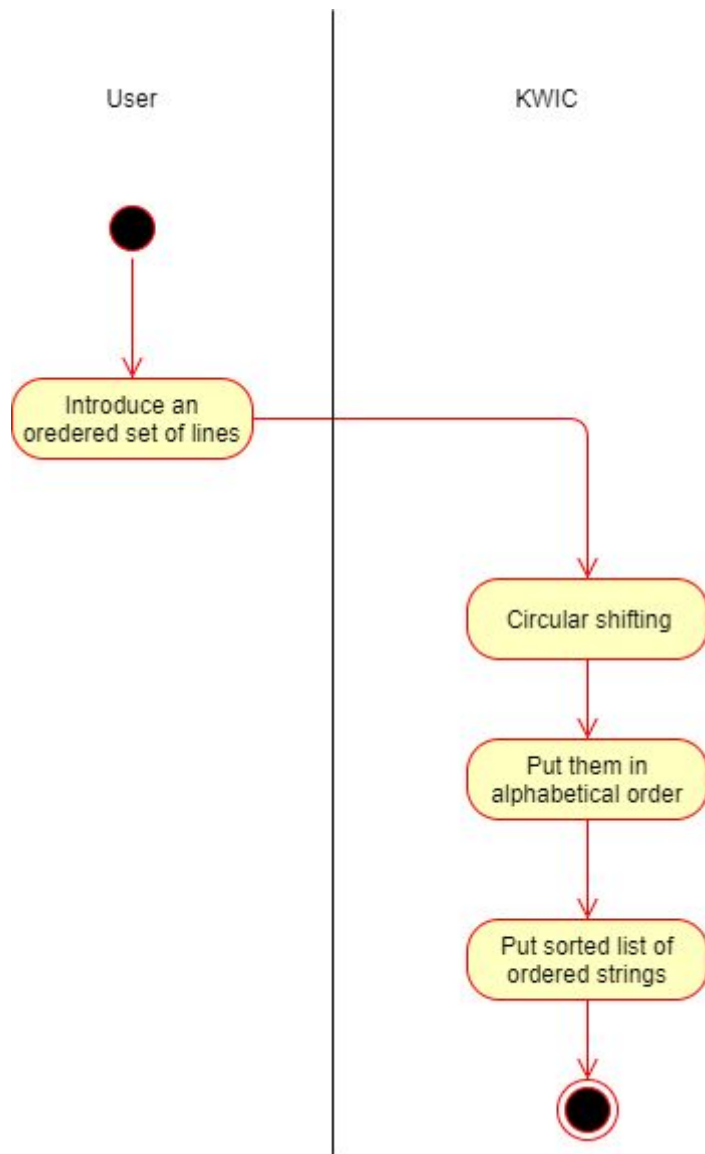 User
KWIC
Introduce an
oredered set of lines
Circular shifting
Put them in
alphabetical order
Put sorted list of
ordered strings